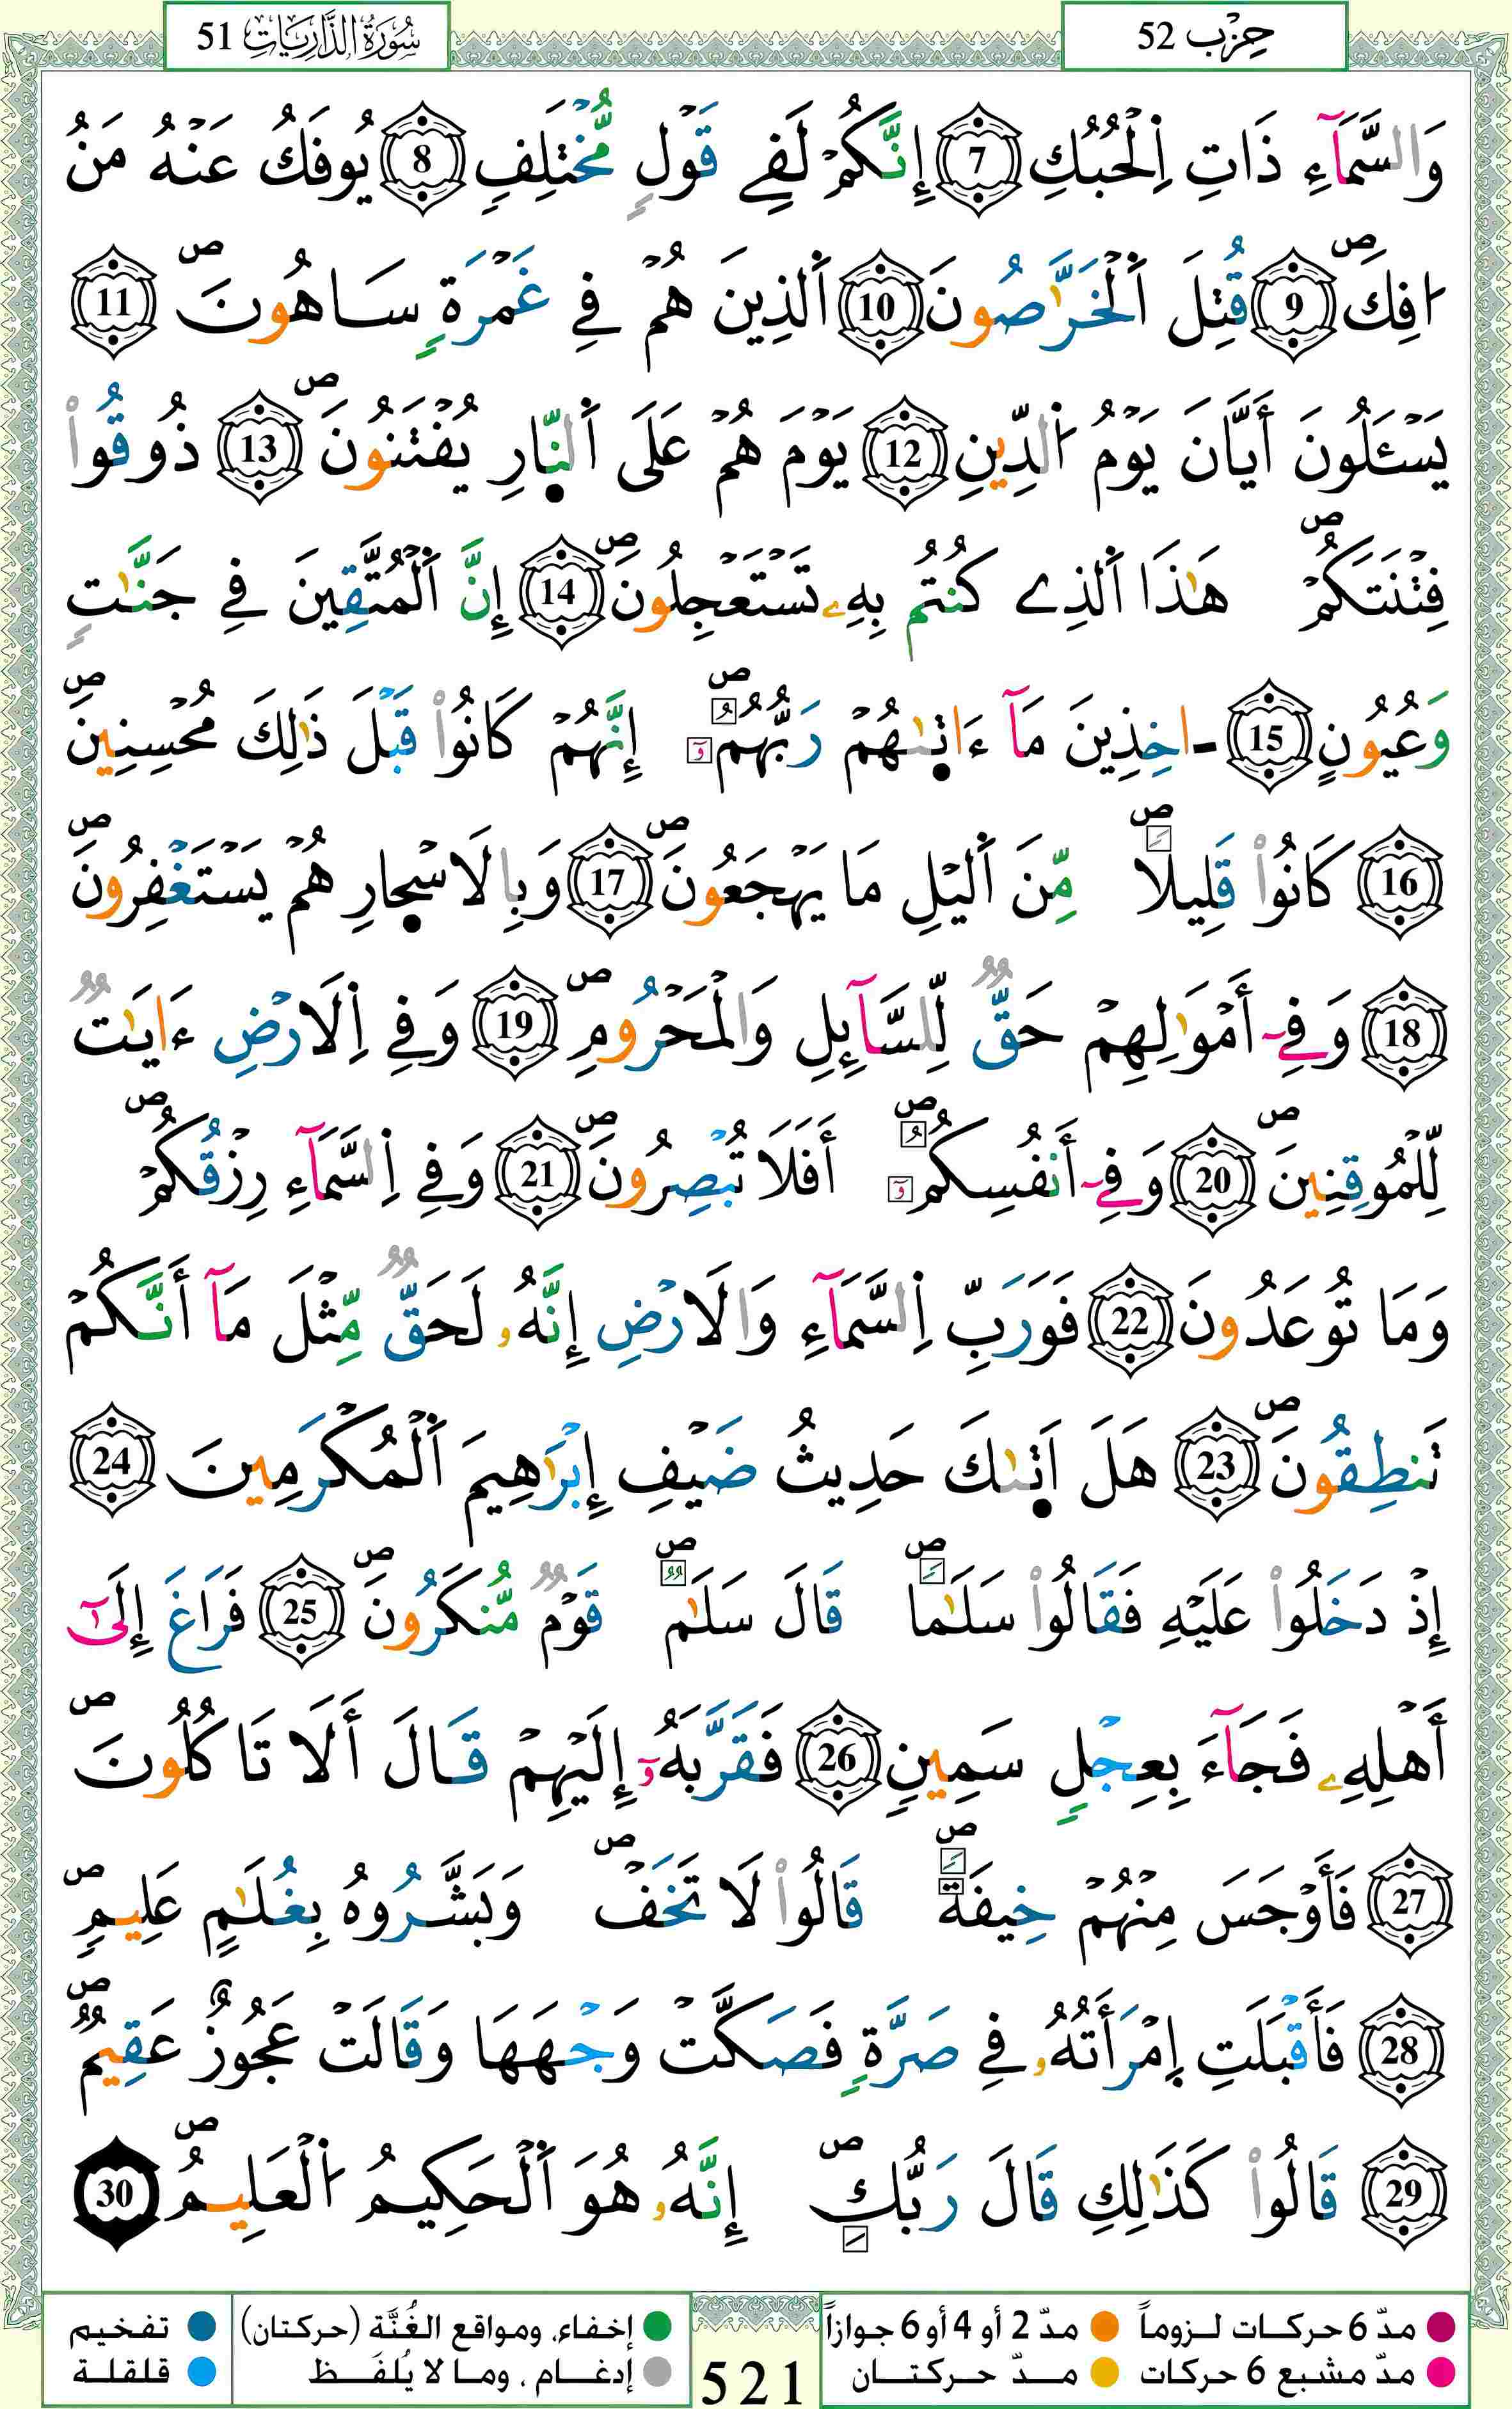 حِزْب 52
سُورَةُ الذَّارِيَاتِ 51
وَالسَّمَآءِ ذَاتِ اِ۬لْحُبُكِ 7 إِنَّكُمْ لَفِے قَوْلٖ مُّخْتَلِفٖ 8 يُوفَكُ عَنْهُ مَنُ
ا۟فِكَۖ 9 قُتِلَ اَ۬لْخَرَّٰصُونَ 10 اَ۬لذِينَ هُمْ فِے غَمْرَةٖ سَاهُونَۖ 11
يَسْـَٔلُونَ أَيَّانَ يَوْمُ اُ۬لدِّينِ 12 يَوْمَ هُمْ عَلَي اَ۬لنّ۪ارِ يُفْتَنُونَۖ 13 ذُوقُواْ
فِتْنَتَكُمْۖ هَٰذَا اَ۬لذِے كُنتُم بِهِۦ تَسْتَعْجِلُونَۖ 14 إِنَّ اَ۬لْمُتَّقِينَ فِے جَنَّٰتٖ
وَعُيُونٍ 15 ـاخِذِينَ مَآ ءَات۪ىٰهُمْ رَبُّهُمُۥٓۖ إِنَّهُمْ كَانُواْ قَبْلَ ذَٰلِكَ مُحْسِنِينَۖ
16 كَانُواْ قَلِيلاٗۖ مِّنَ اَ۬ليْلِ مَا يَهْجَعُونَۖ 17 وَبِالَاسْح۪ارِ هُمْ يَسْتَغْفِرُونَۖ
18 وَفِےٓ أَمْوَٰلِهِمْ حَقّٞ لِّلسَّآئِلِ وَالْمَحْرُومِۖ 19 وَفِے اِ۬لَارْضِ ءَايَٰتٞ
لِّلْمُوقِنِينَۖ 20 وَفِےٓ أَنفُسِكُمُۥٓۖ أَفَلَا تُبْصِرُونَۖ 21 وَفِے اِ۬لسَّمَآءِ رِزْقُكُمْۖ
وَمَا تُوعَدُونَ 22 فَوَرَبِّ اِ۬لسَّمَآءِ وَالَارْضِ إِنَّهُۥ لَحَقّٞ مِّثْلَ مَآ أَنَّكُمْ
تَنطِقُونَۖ 23 هَلَ اَت۪ىٰكَ حَدِيثُ ضَيْفِ إِبْرَٰهِيمَ اَ۬لْمُكْرَمِينَ 24
إِذْ دَخَلُواْ عَلَيْهِ فَقَالُواْ سَلَٰماٗۖ قَالَ سَلَٰمٞۖ قَوْمٞ مُّنكَرُونَۖ 25 فَرَاغَ إِلَىٰٓ
أَهْلِهِۦ فَجَآءَ بِعِجْلٖ سَمِينٖ 26 فَقَرَّبَهُۥٓ إِلَيْهِمْ قَالَ أَلَا تَاكُلُونَۖ
27 فَأَوْجَسَ مِنْهُمْ خِيفَةٗۖ قَالُواْ لَا تَخَفْۖ وَبَشَّرُوهُ بِغُلَٰمٍ عَلِيمٖۖ
28 فَأَقْبَلَتِ اِ۪مْرَأَتُهُۥ فِے صَرَّةٖ فَصَكَّتْ وَجْهَهَا وَقَالَتْ عَجُوزٌ عَقِيمٞۖ
29 قَالُواْ كَذَٰلِكِ قَالَ رَبُّكِۖ إِنَّهُۥ هُوَ اَ۬لْحَكِيمُ اُ۬لْعَلِيمُۖ 30
مدّ 6 حركات لزوماً مدّ 2 أو 4 أو 6 جوازاً إخفاء، ومواقع الغُنَّة (حركتان) تفخيم
مدّ مشبع 6 حركات مدّ حركتان إدغام ، وما لا يُلفَظ قلقلة
521